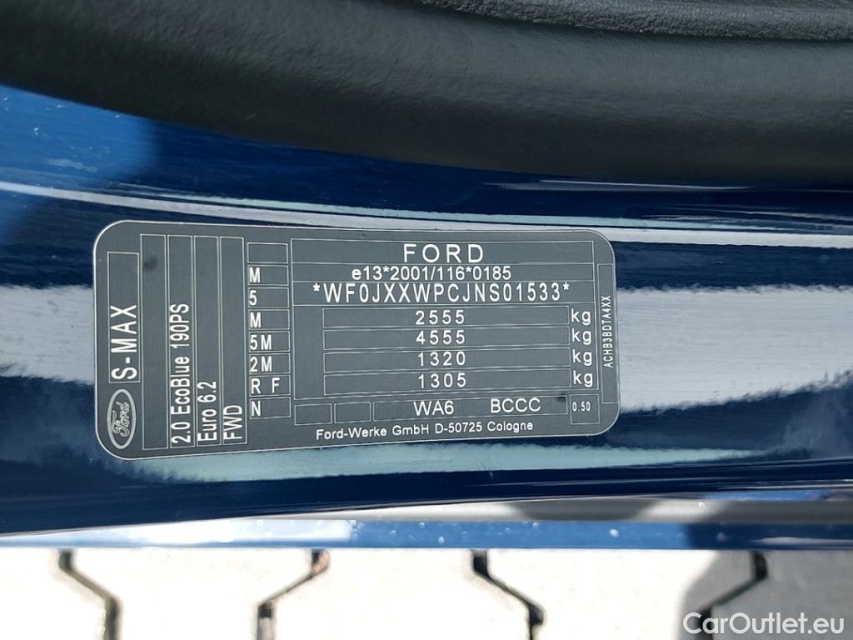 FORD
e13*2001/116*0185
*WF0JXXWPCJNS01533*
2555 kg
4555 kg
1320 kg
1305 kg
WA6 BCCC 0.50
Ford-Werke GmbH D-50725 Cologne
M
5
M
5M
2M
R F
N
S-MAX
Ford
2.0 EcoBlue 190PS
Euro 6.2
FWD
ACHB3BDTA4XX
CarOutlet.eu